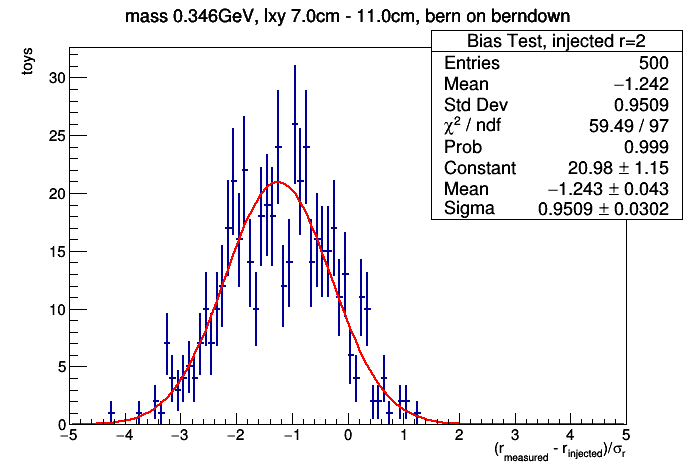 mass 0.346GeV, lxy 7.0cm - 11.0cm, bern on berndown
Bias Test, injected r=2
Entries 500
Mean −1.242
Std Dev 0.9509
χ² / ndf 59.49 / 97
Prob 0.999
Constant 20.98 ± 1.15
Mean −1.243 ± 0.043
Sigma 0.9509 ± 0.0302
toys
30
25
20
15
10
5
0
−5 −4 −3 −2 −1 0 1 2 3 4 5
(r_measured - r_injected)/σ_r